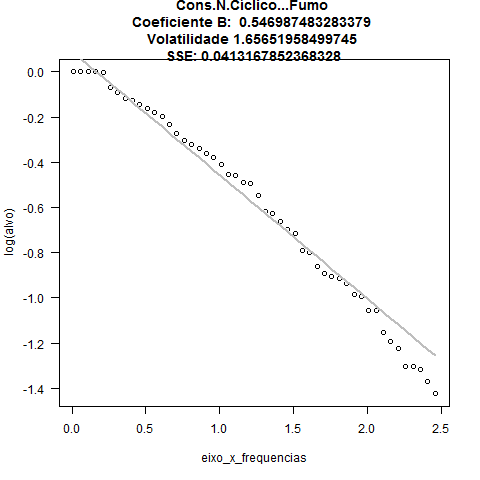 Cons.N.Ciclico...Fumo
Coeficiente B:  0.546987483283379
Volatilidade 1.65651958499745
SSE: 0.0413167852368328
0.0
-0.2
-0.4
-0.6
-0.8
-1.0
-1.2
-1.4
log(alvo)
0.0 0.5 1.0 1.5 2.0 2.5
eixo_x_frequencias